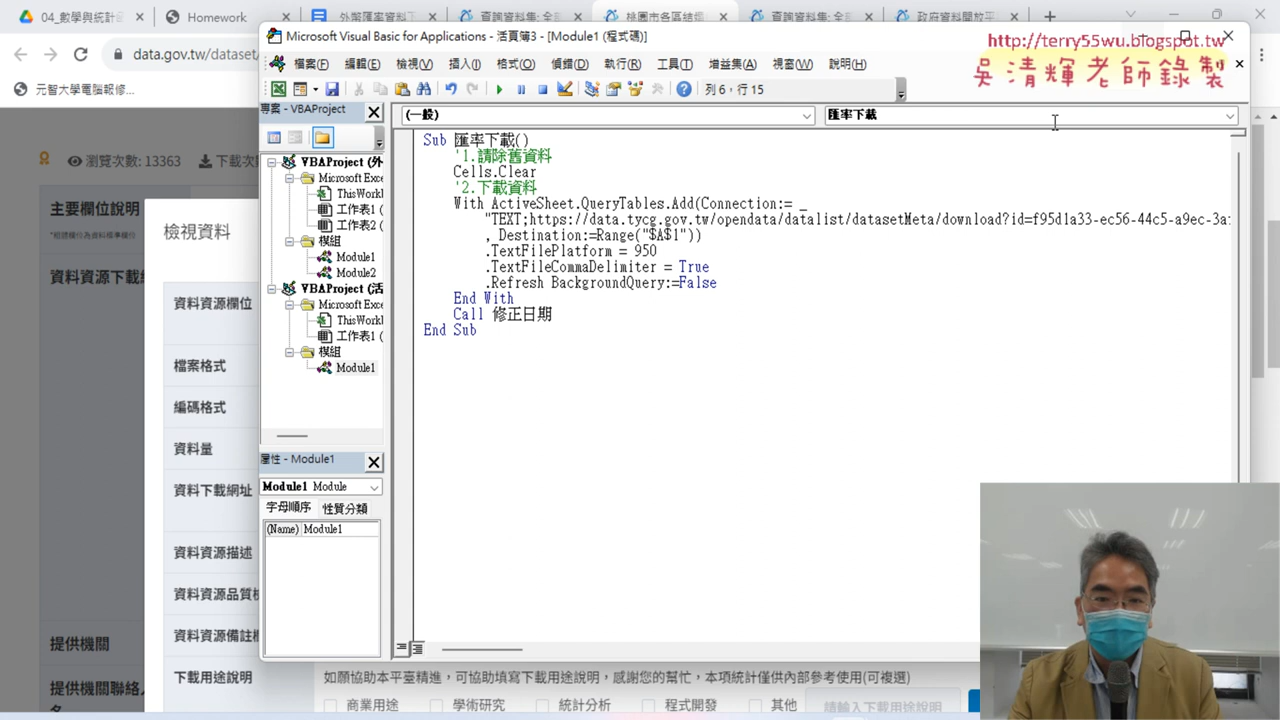 04_數學與統計
Homework
外幣匯率資料下
查詢資料集: 全
桃園市各區結
查詢資料集: 全
政府資料開放平
data.gov.tw/dataset/
元智大學電腦報修...
Microsoft Visual Basic for Applications - 活頁簿3 - [Module1 (程式碼)]
http://terry55wu.blogspot.tw
吳清輝老師錄製
檔案(F) 編輯(E) 檢視(V) 插入(I) 格式(O) 偵錯(D) 執行(R) 工具(T) 增益集(A) 視窗(W) 說明(H)
列 6，行 15
專案 - VBAProject
(一般)
匯率下載
VBAProject (外
Microsoft Exce
ThisWorkl
工作表1 (
工作表2 (
模組
Module1
Module2
VBAProject (活
Microsoft Exce
ThisWorkl
工作表1 (
模組
Module1
Sub 匯率下載()
'1.請除舊資料
Cells.Clear
'2.下載資料
With ActiveSheet.QueryTables.Add(Connection:= _
"TEXT;https://data.tycg.gov.tw/opendata/datalist/datasetMeta/download?id=f95d1a33-ec56-44c5-a9ec-3a
, Destination:=Range("$A$1"))
.TextFilePlatform = 950
.TextFileCommaDelimiter = True
.Refresh BackgroundQuery:=False
End With
Call 修正日期
End Sub
屬性 - Module1
Module1 Module
字母順序 性質分類
(Name) Module1
瀏覽次數: 13363
下載次
主要欄位說明
資料資源下載
提供機關
提供機關聯絡
名
檢視資料
資料資源欄位
檔案格式
編碼格式
資料量
資料下載網址
資料資源描述
資料資源品質
資料資源備註
下載用途說明
如願協助本平臺精進，可協助填寫下載用途說明，感謝您的幫忙，本項統計僅供內部參考使用(可複選)
商業用途 學術研究 統計分析 程式開發 其他 請輸入下載用途說明